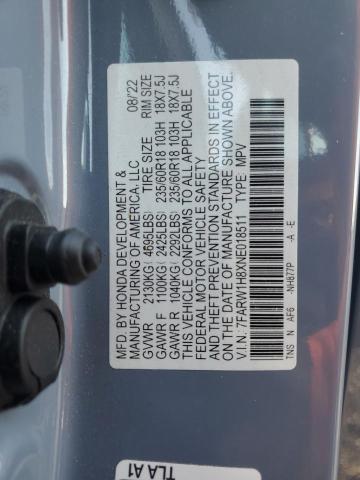 MFD. BY HONDA DEVELOPMENT & 08/'22
MANUFACTURING OF AMERICA, LLC
TIRE SIZE RIM SIZE
GVWR 2130KG( 4695LBS)
GAWR F 1100KG( 2425LBS) 235/60R18 103H 18X7.5J
GAWR R 1040KG( 2292LBS) 235/60R18 103H 18X7.5J
THIS VEHICLE CONFORMS TO ALL APPLICABLE
FEDERAL MOTOR VEHICLE SAFETY
AND THEFT PREVENTION STANDARDS IN EFFECT
ON THE DATE OF MANUFACTURE SHOWN ABOVE.
V.I.N: 7FARW1H8XNE018511 TYPE: MPV
TNS N AF6 -NH877P -A -E
TLA A1